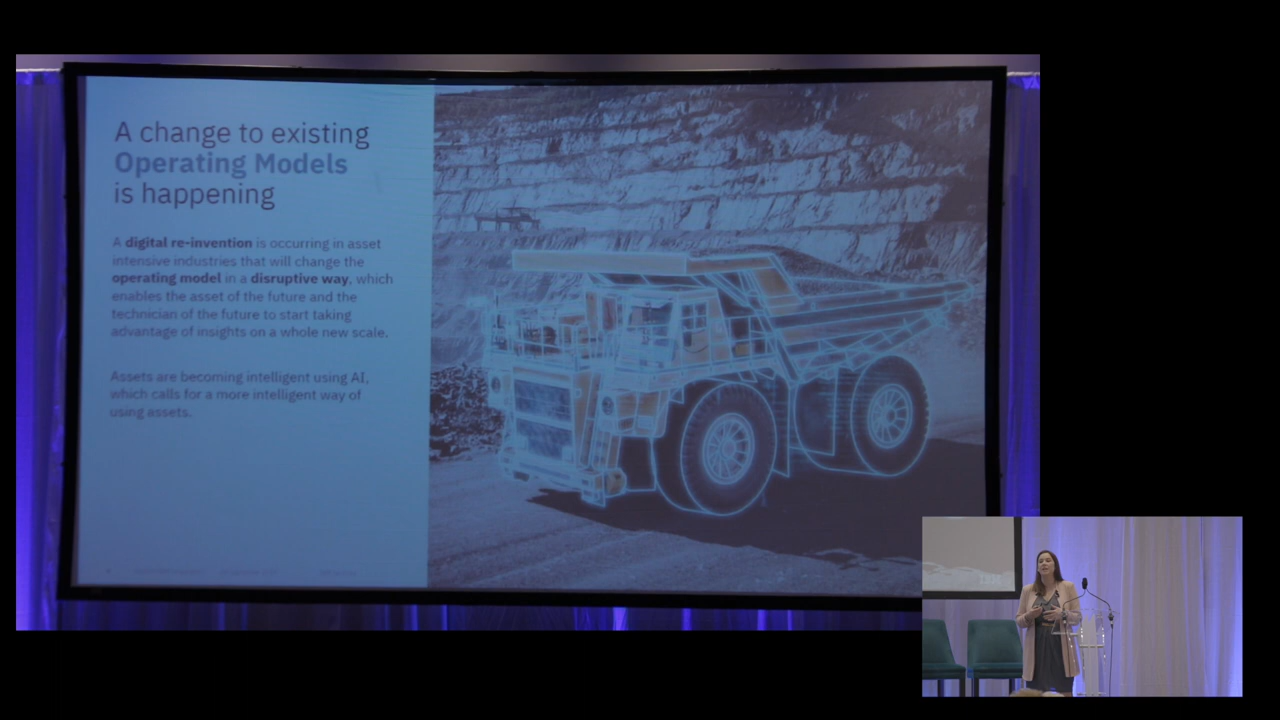 A change to existing
Operating Models
is happening
A digital re-invention is occurring in asset
intensive industries that will change the
operating model in a disruptive way, which
enables the asset of the future and the
technician of the future to start taking
advantage of insights on a whole new scale.
Assets are becoming intelligent using AI,
which calls for a more intelligent way of
using assets.